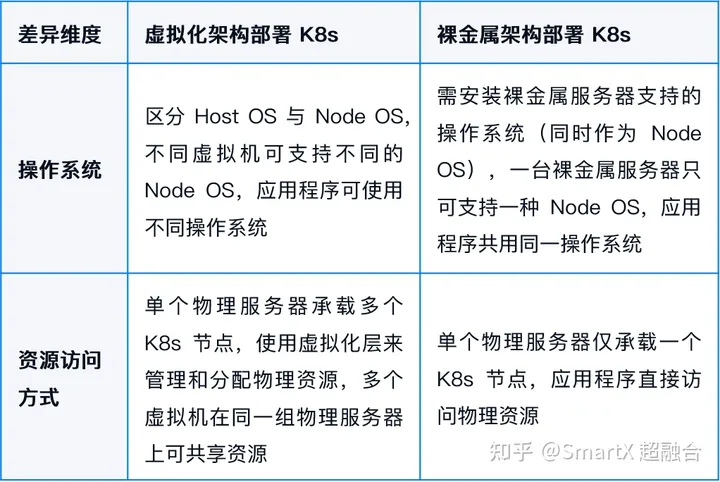 差异维度
虚拟化架构部署 K8s
裸金属架构部署 K8s
操作系统
区分 Host OS 与 Node OS,
不同虚拟机可支持不同的
Node OS，应用程序可使用
不同操作系统
需安装裸金属服务器支持的
操作系统（同时作为 Node
OS），一台裸金属服务器只
可支持一种 Node OS，应用
程序共用同一操作系统
资源访问
方式
单个物理服务器承载多个
K8s 节点，使用虚拟化层来
管理和分配物理资源，多个
虚拟机在同一组物理服务器
上可共享资源
单个物理服务器仅承载一个
K8s 节点，应用程序直接访
问物理资源
知乎 @SmartX 超融合